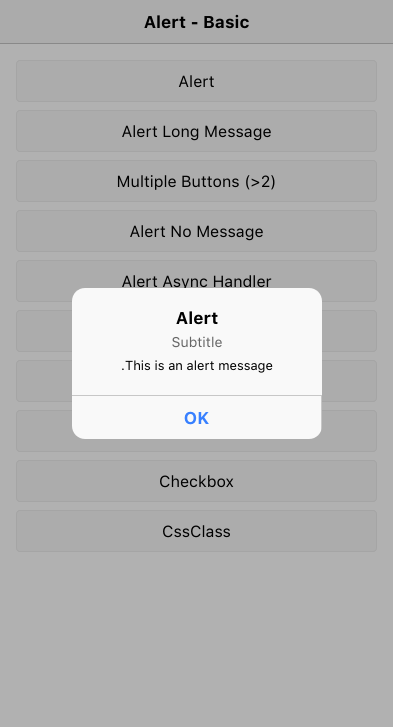 Alert - Basic
Alert
Alert Long Message
Multiple Buttons (>2)
Alert No Message
Alert Async Handler
Alert
Subtitle
.This is an alert message
OK
Checkbox
CssClass